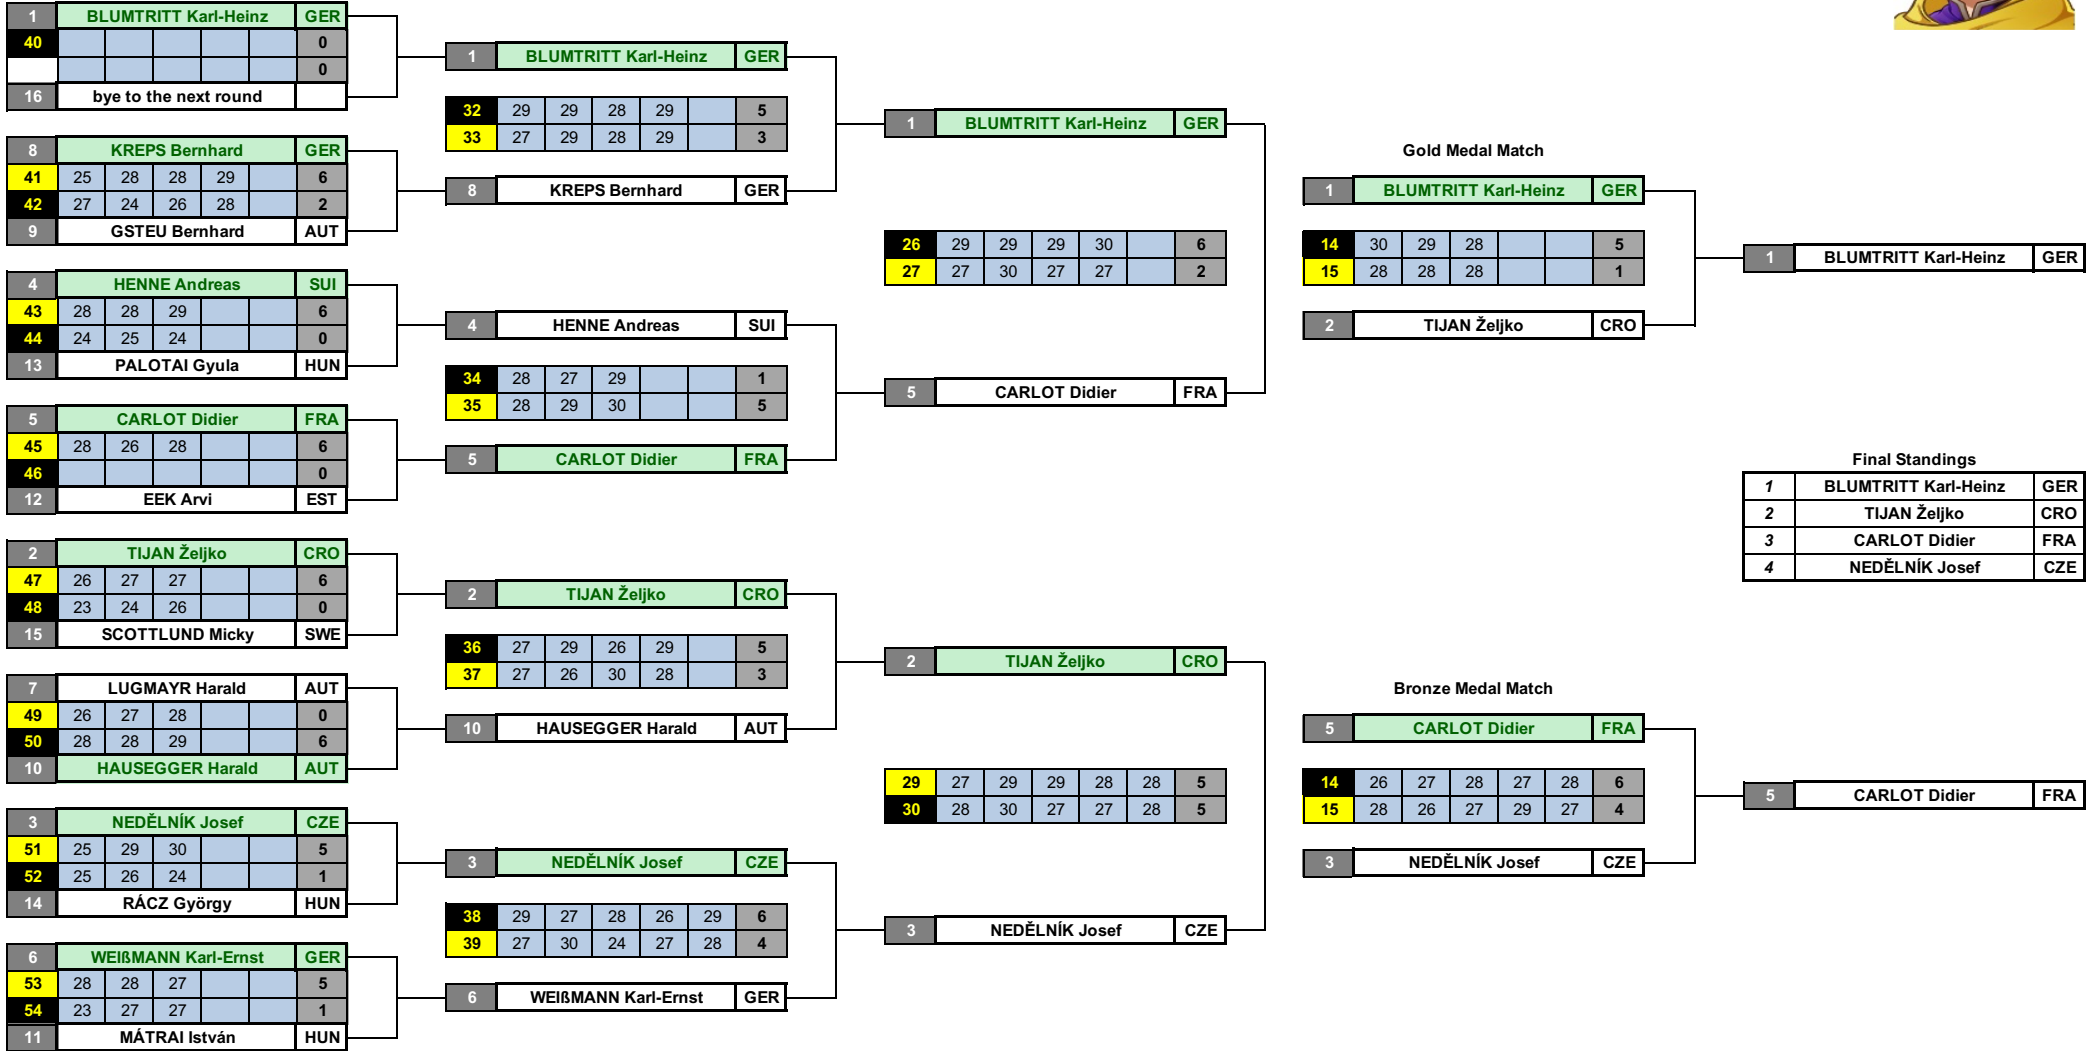 1 BLUMTRITT Karl-Heinz GER
40 0
0
16 bye to the next round
8 KREPS Bernhard GER
41 25 28 28 29 6
42 27 24 26 28 2
9 GSTEU Bernhard AUT
4 HENNE Andreas SUI
43 28 28 29 6
44 24 25 24 0
13 PALOTAI Gyula HUN
5 CARLOT Didier FRA
45 28 26 28 6
46 0
12 EEK Arvi EST
2 TIJAN Željko CRO
47 26 27 27 6
48 23 24 26 0
15 SCOTTLUND Micky SWE
7 LUGMAYR Harald AUT
49 26 27 28 0
50 28 28 29 6
10 HAUSEGGER Harald AUT
3 NEDĚLNÍK Josef CZE
51 25 29 30 5
52 25 26 24 1
14 RÁCZ György HUN
6 WEIßMANN Karl-Ernst GER
53 28 28 27 5
54 23 27 27 1
11 MÁTRAI István HUN
1 BLUMTRITT Karl-Heinz GER
32 29 29 28 29 5
33 27 29 28 29 3
8 KREPS Bernhard GER
4 HENNE Andreas SUI
34 28 27 29 1
35 28 29 30 5
5 CARLOT Didier FRA
2 TIJAN Željko CRO
36 27 29 26 29 5
37 27 26 30 28 3
10 HAUSEGGER Harald AUT
3 NEDĚLNÍK Josef CZE
38 29 27 28 26 29 6
39 27 30 24 27 28 4
6 WEIßMANN Karl-Ernst GER
1 BLUMTRITT Karl-Heinz GER
26 29 29 29 30 6
27 27 30 27 27 2
5 CARLOT Didier FRA
2 TIJAN Željko CRO
29 27 29 29 28 28 5
30 28 30 27 27 28 5
3 NEDĚLNÍK Josef CZE
Gold Medal Match
1 BLUMTRITT Karl-Heinz GER
14 30 29 28 5
15 28 28 28 1
2 TIJAN Željko CRO
Bronze Medal Match
5 CARLOT Didier FRA
14 26 27 28 27 28 6
15 28 26 27 29 27 4
3 NEDĚLNÍK Josef CZE
1 BLUMTRITT Karl-Heinz GER
Final Standings
1 BLUMTRITT Karl-Heinz GER
2 TIJAN Željko CRO
3 CARLOT Didier FRA
4 NEDĚLNÍK Josef CZE
5 CARLOT Didier FRA